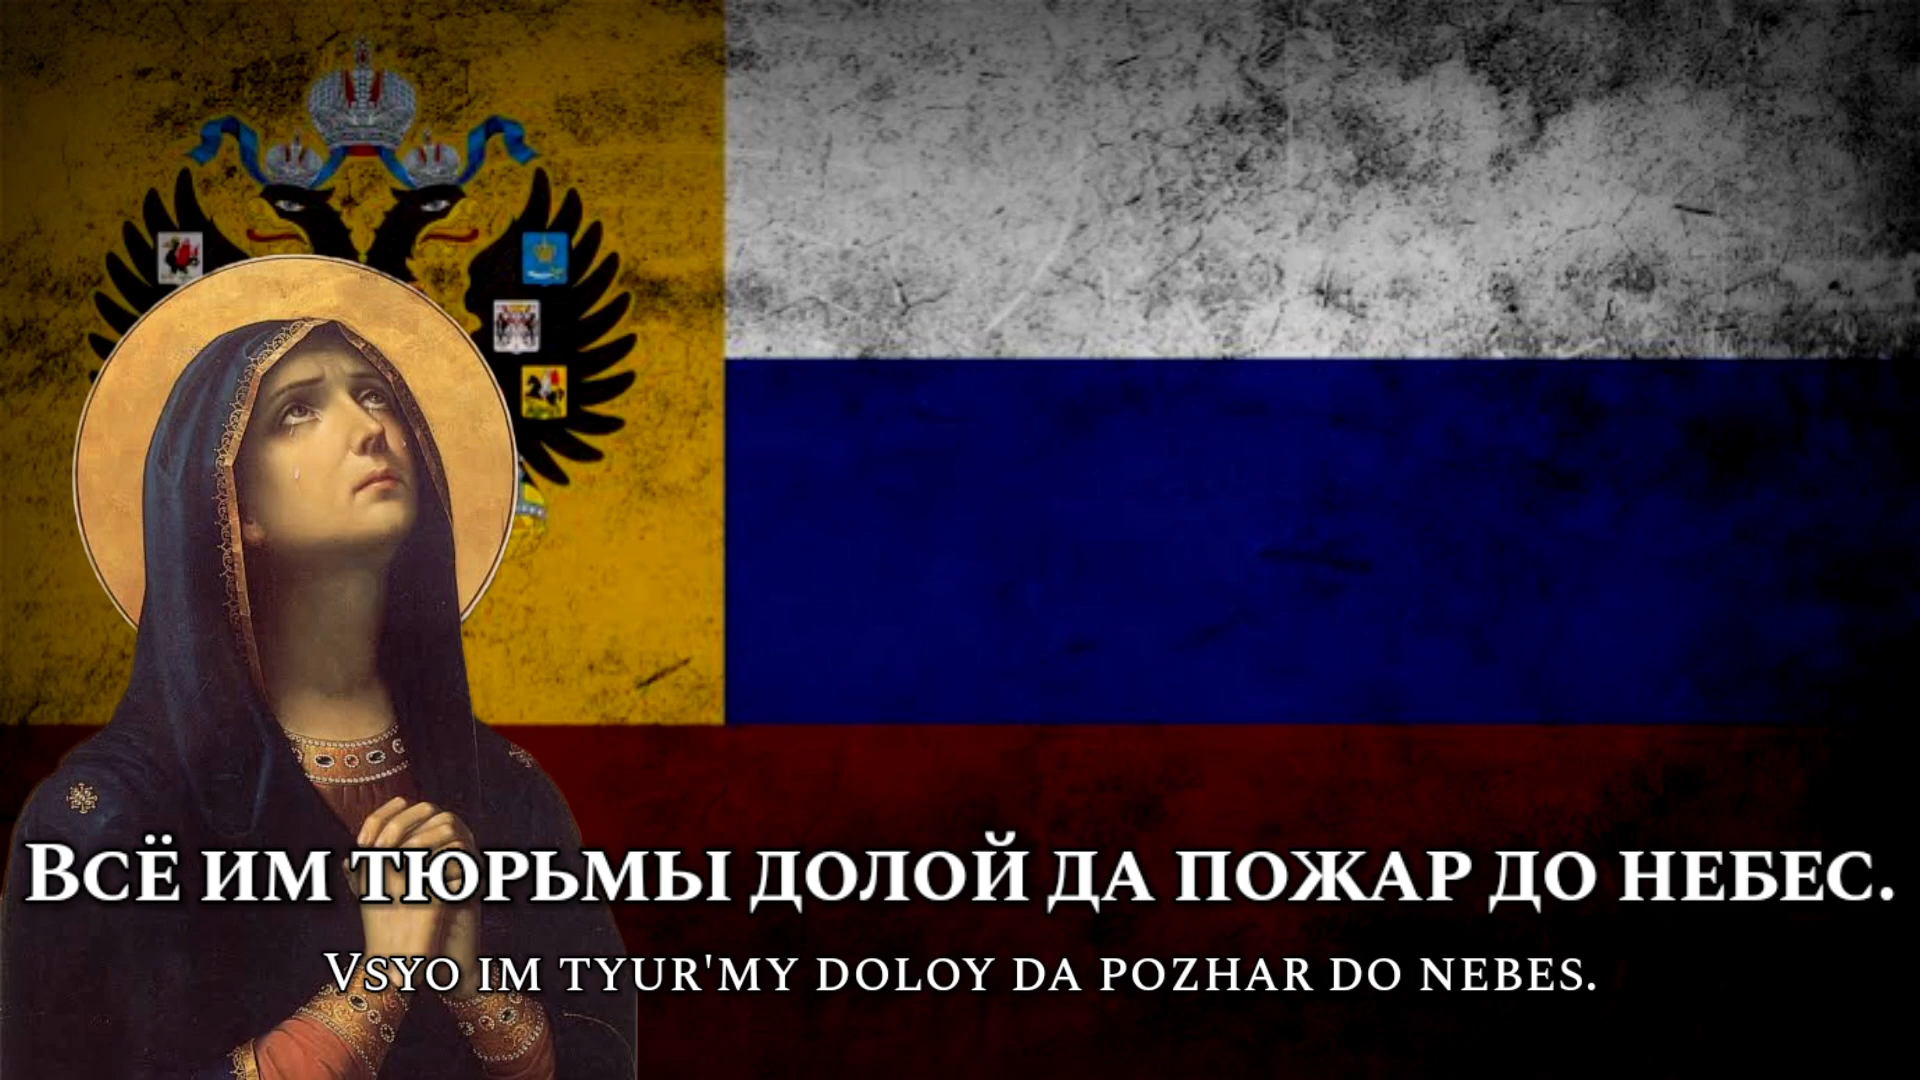 Всё им тюрьмы долой да пожар до небес.
Vsyo im tyur'my doloy da pozhar do nebes.